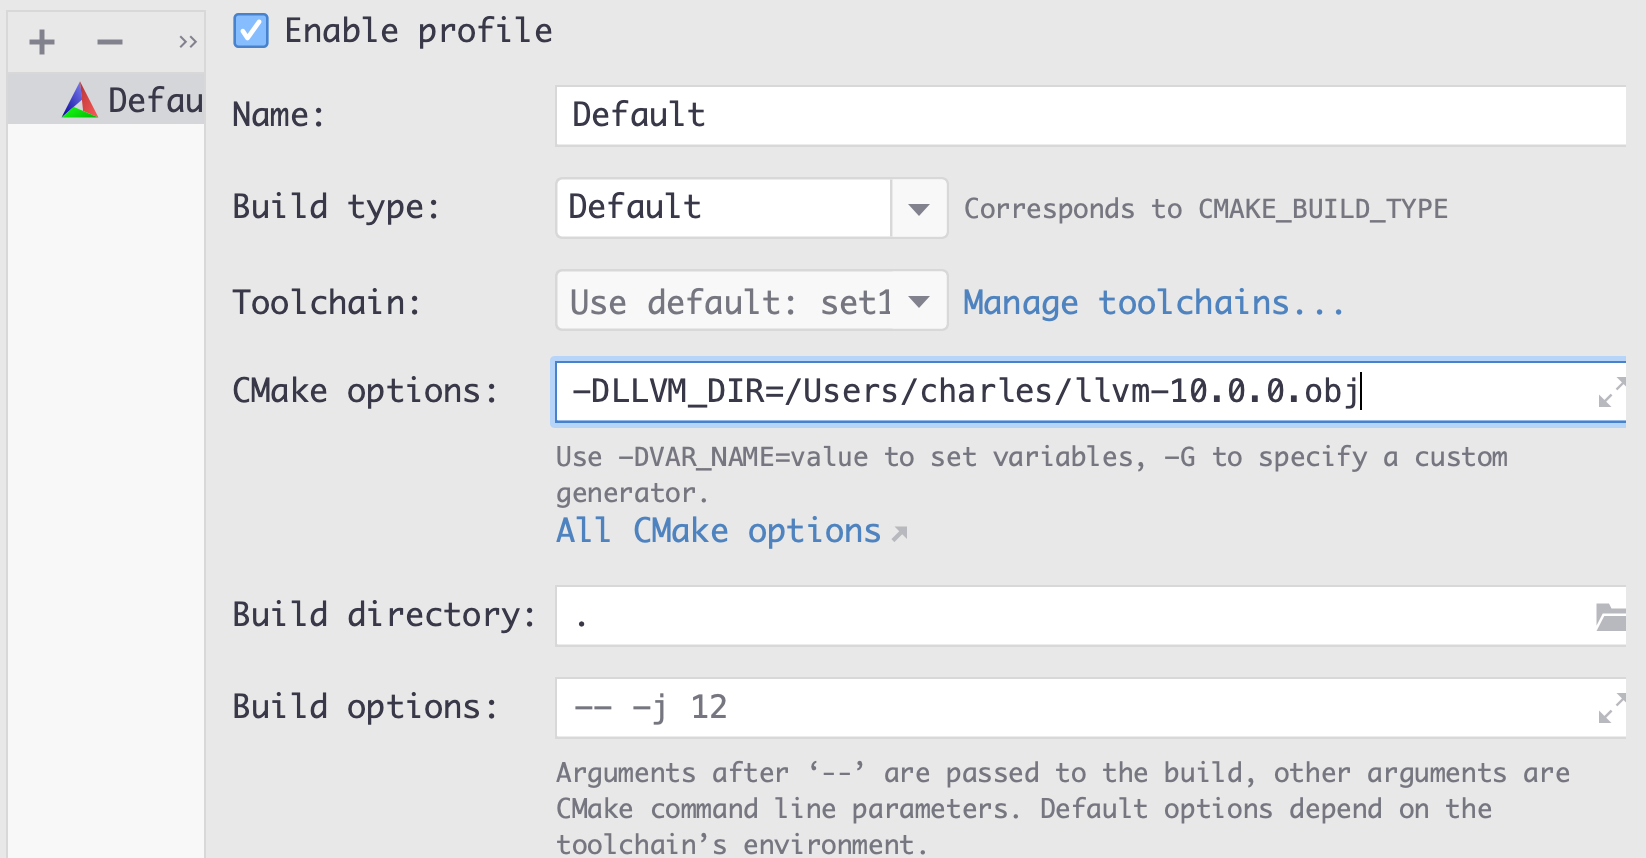 Enable profile
Defau
Name: Default
Build type: Default Corresponds to CMAKE_BUILD_TYPE
Toolchain: Use default: set1 Manage toolchains...
CMake options: -DLLVM_DIR=/Users/charles/llvm-10.0.0.obj
Use -DVAR_NAME=value to set variables, -G to specify a custom
generator.
All CMake options
Build directory: .
Build options: -- -j 12
Arguments after ‘--’ are passed to the build, other arguments are
CMake command line parameters. Default options depend on the
toolchain’s environment.